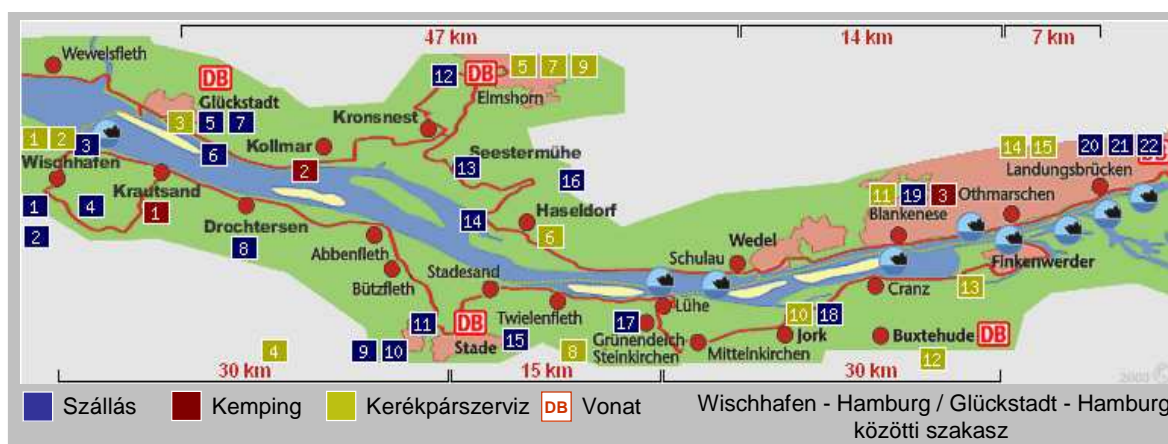 47 km 14 km 7 km
Wewelsfleth
DB
12 DB 5 7 9
Elmshorn
Glückstadt
3 5 7
Kronsnest
1 2 3 6
Kollmar
14 15 20 21 22 DB
Wischhafen
Seestermühe
Landungsbrücken
Krautsand
2 13 16
11 19 3 Othmarschen
1 4 1
14 Haseldorf
Blankenese
2
Drochtersen
6
8
Abbenfleth
Wedel
Schulau
Finkenwerder
Stadesand
Bützfleth
Lühe
Cranz 13
Twielenfleth
10 18
11 DB 17
Grünendeich Jork Buxtehude DB
4 9 10 Stade 15 8 Steinkirchen Mittelnkirchen 12
30 km 15 km 30 km
Szállás Kemping Kerékpárszerviz DB Vonat Wischhafen - Hamburg / Glückstadt - Hamburg
közötti szakasz